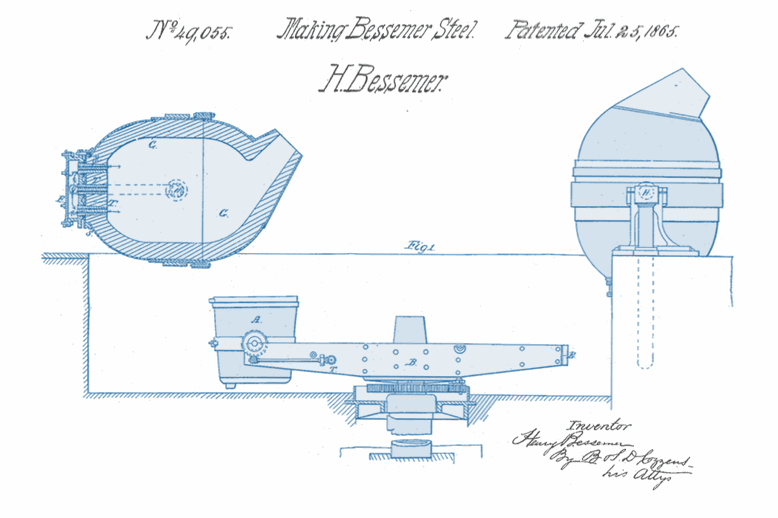 Nº 49,055. Making Bessemer Steel. Patented Jul. 25, 1865.
H. Bessemer.
C.
T.
C.
H
Fig. 1
A.
B.
T.
E
Inventor
Henry Bessemer
By B & S. D Cozzens
his Attys